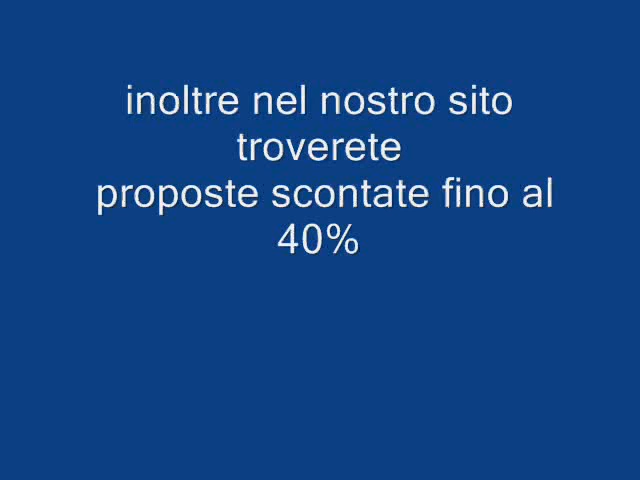 inoltre nel nostro sito
troverete
proposte scontate fino al
40%